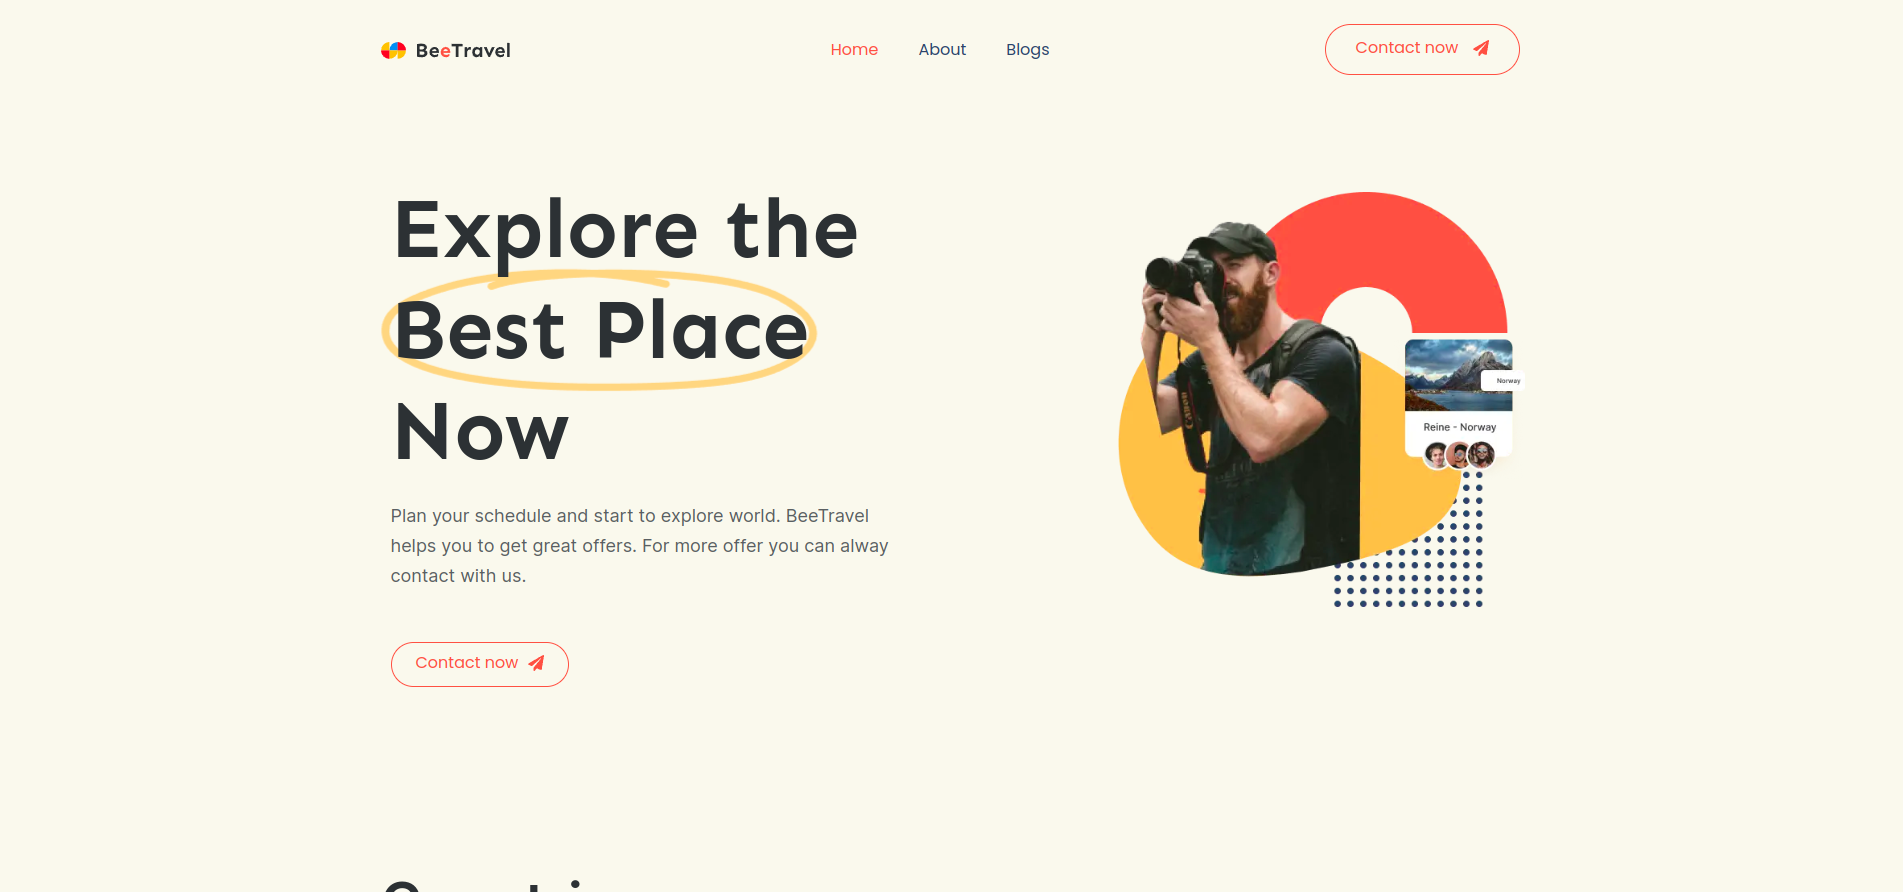 BeeTravel
Home
About
Blogs
Contact now
Explore the
Best Place
Now
Plan your schedule and start to explore world. BeeTravel
helps you to get great offers. For more offer you can alway
contact with us.
Contact now
Canon
Norway
Reine - Norway